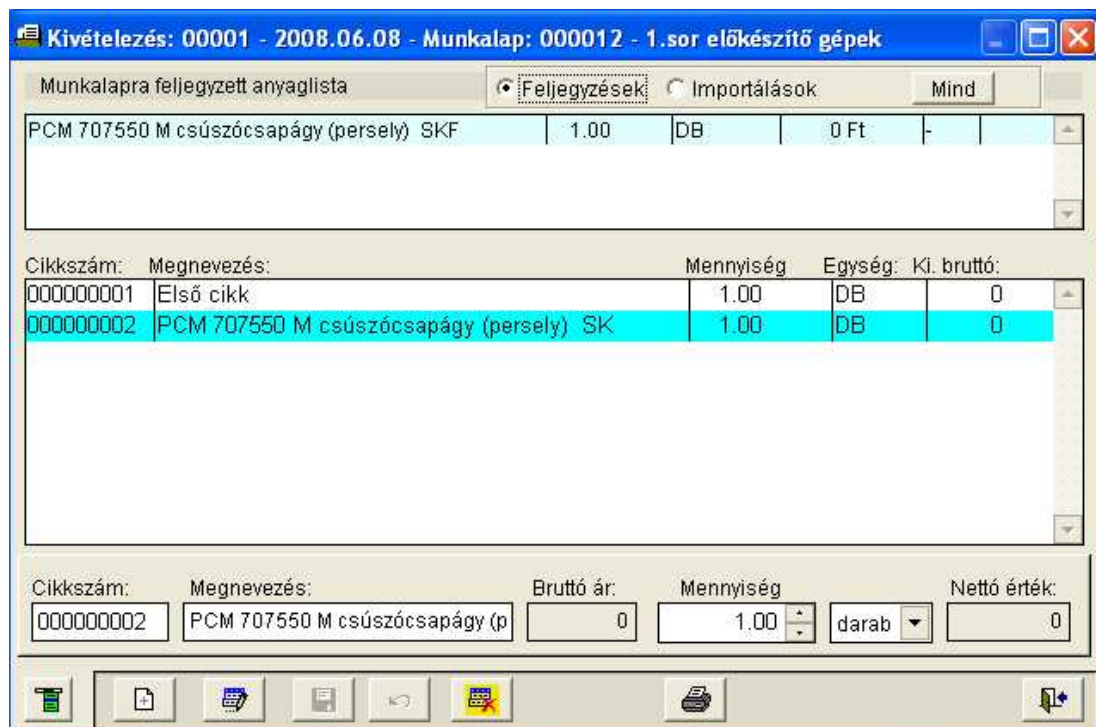 Kivételezés: 00001 - 2008.06.08 - Munkalap: 000012 - 1.sor előkészítő gépek
Munkalapra feljegyzett anyaglista Feljegyzések Importálások Mind
PCM 707550 M csúszócsapágy (persely) SKF 1.00 DB 0 Ft -
Cikkszám: Megnevezés: Mennyiség Egység: Ki. bruttó:
000000001 Első cikk 1.00 DB 0
000000002 PCM 707550 M csúszócsapágy (persely) SK 1.00 DB 0
Cikkszám: Megnevezés: Bruttó ár: Mennyiség Nettó érték:
000000002 PCM 707550 M csúszócsapágy (p 0 1.00 darab 0